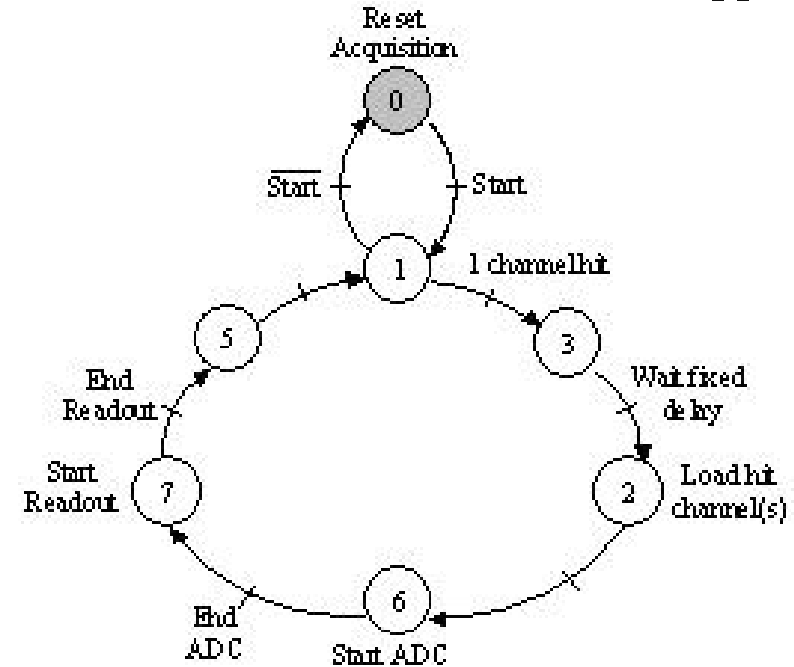 Reset
Acquisition
0
Start
Start
1
1 channel hit
5
3
End
Readout
Wait fixed
delay
Start
Readout
7
2
Load hit
channel(s)
6
End
ADC
Start ADC